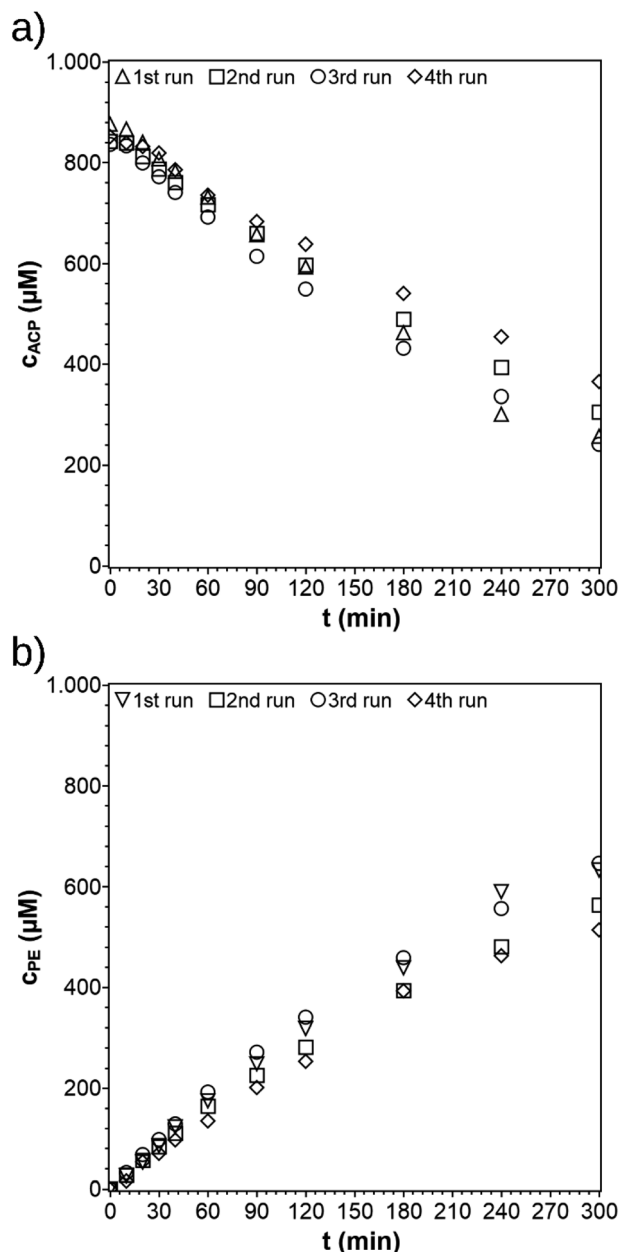 a)
1.000
△1st run □2nd run ○3rd run ◇4th run
800
600
400
200
0
c_ACP (µM)
0 30 60 90 120 150 180 210 240 270 300
t (min)
b)
1.000
▽1st run □2nd run ○3rd run ◇4th run
800
600
400
200
0
c_PE (µM)
0 30 60 90 120 150 180 210 240 270 300
t (min)